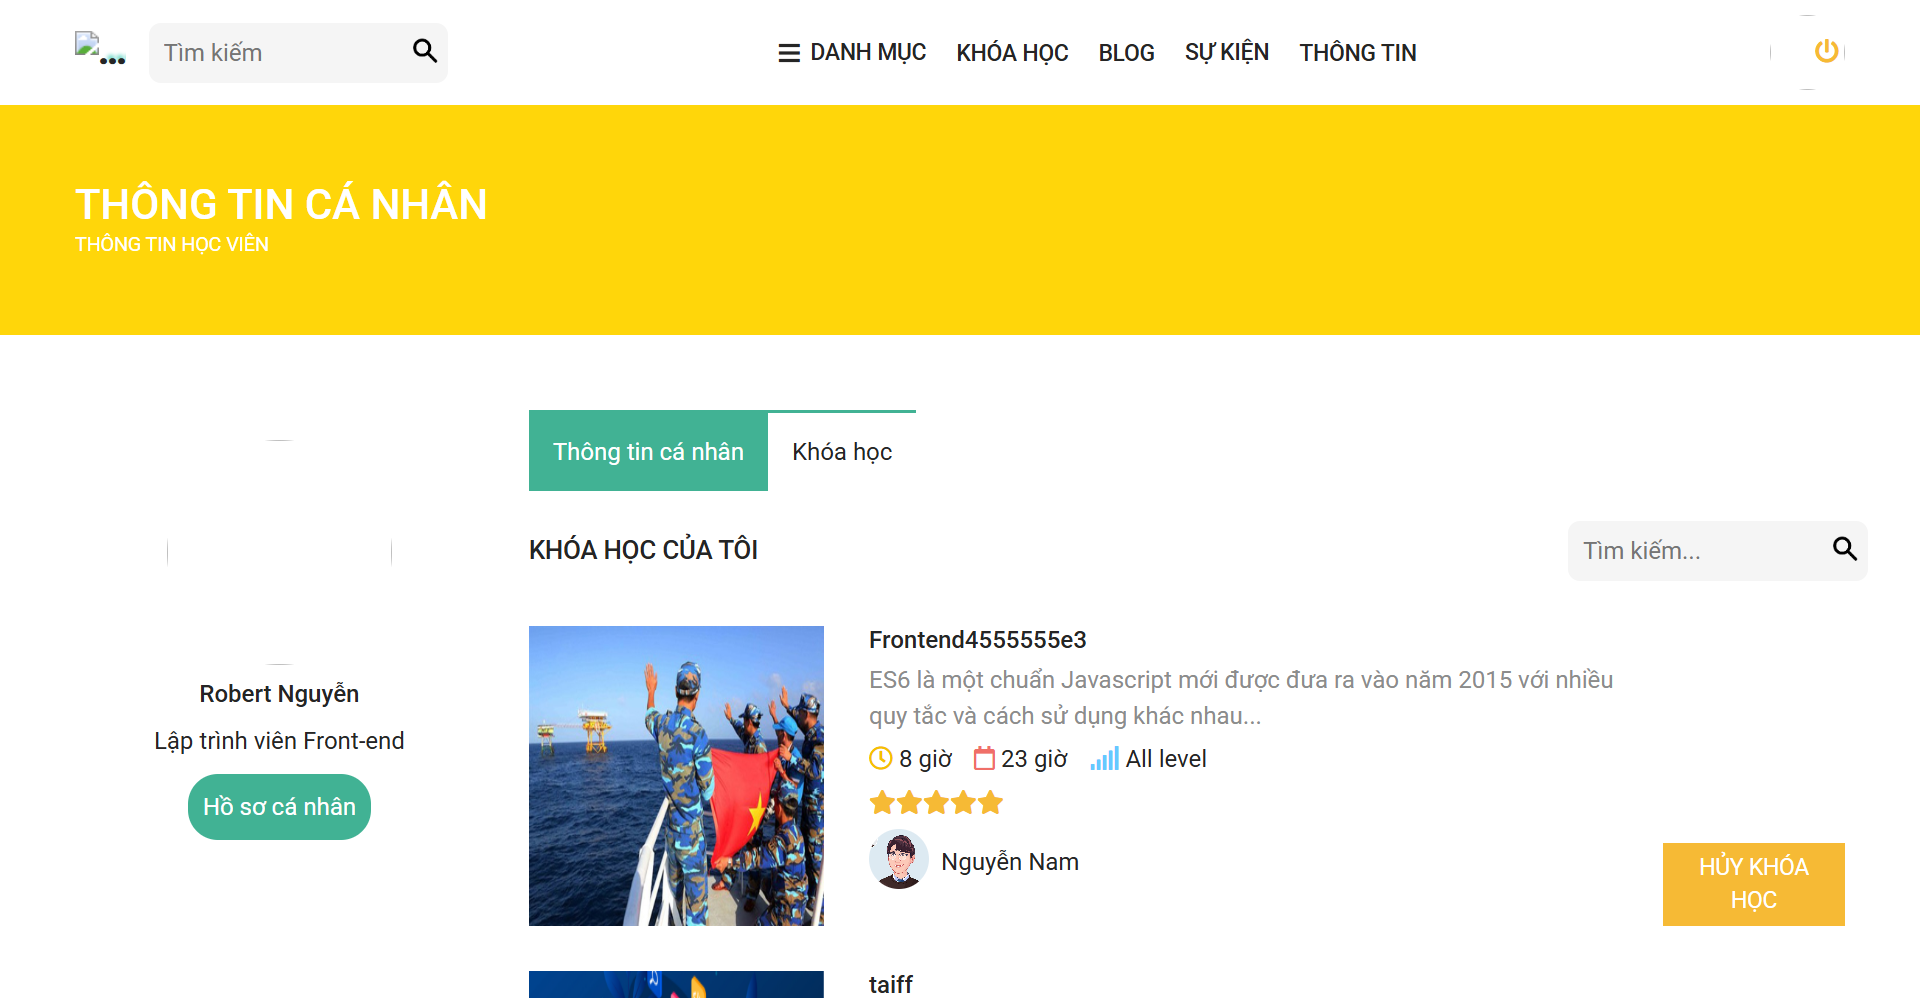 ...
Tìm kiếm
DANH MỤC
KHÓA HỌC
BLOG
SỰ KIỆN
THÔNG TIN
THÔNG TIN CÁ NHÂN
THÔNG TIN HỌC VIÊN
Thông tin cá nhân
Khóa học
Robert Nguyễn
Lập trình viên Front-end
Hồ sơ cá nhân
KHÓA HỌC CỦA TÔI
Tìm kiếm...
Frontend4555555e3
ES6 là một chuẩn Javascript mới được đưa ra vào năm 2015 với nhiều
quy tắc và cách sử dụng khác nhau...
8 giờ
23 giờ
All level
Nguyễn Nam
HỦY KHÓA
HỌC
taiff